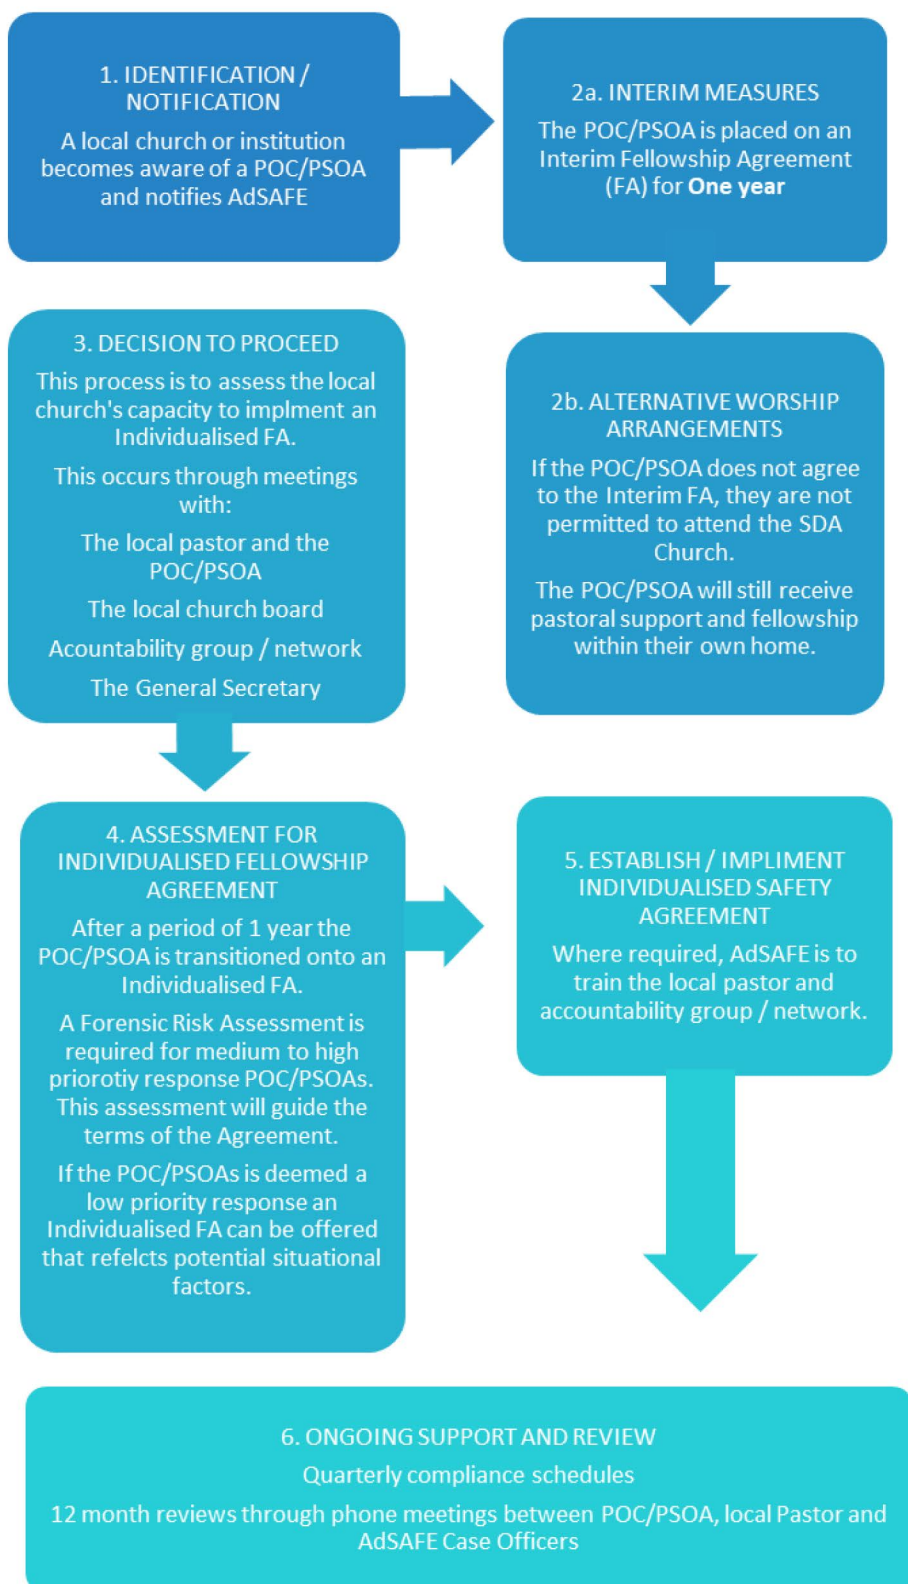 1. IDENTIFICATION /
NOTIFICATION
A local church or institution
becomes aware of a POC/PSOA
and notifies AdSAFE
2a. INTERIM MEASURES
The POC/PSOA is placed on an
Interim Fellowship Agreement
(FA) for One year
2b. ALTERNATIVE WORSHIP
ARRANGEMENTS
If the POC/PSOA does not agree
to the Interim FA, they are not
permitted to attend the SDA
Church.
The POC/PSOA will still receive
pastoral support and fellowship
within their own home.
3. DECISION TO PROCEED
This process is to assess the local
church's capacity to implment an
Individualised FA.
This occurs through meetings
with:
The local pastor and the
POC/PSOA
The local church board
Acountability group / network
The General Secretary
4. ASSESSMENT FOR
INDIVIDUALISED FELLOWSHIP
AGREEMENT
After a period of 1 year the
POC/PSOA is transitioned onto an
Individualised FA.
A Forensic Risk Assessment is
required for medium to high
priorotiy response POC/PSOAs.
This assessment will guide the
terms of the Agreement.
If the POC/PSOAs is deemed a
low priority response an
Individualised FA can be offered
that refelcts potential situational
factors.
5. ESTABLISH / IMPLIMENT
INDIVIDUALISED SAFETY
AGREEMENT
Where required, AdSAFE is to
train the local pastor and
accountability group / network.
6. ONGOING SUPPORT AND REVIEW
Quarterly compliance schedules
12 month reviews through phone meetings between POC/PSOA, local Pastor and
AdSAFE Case Officers